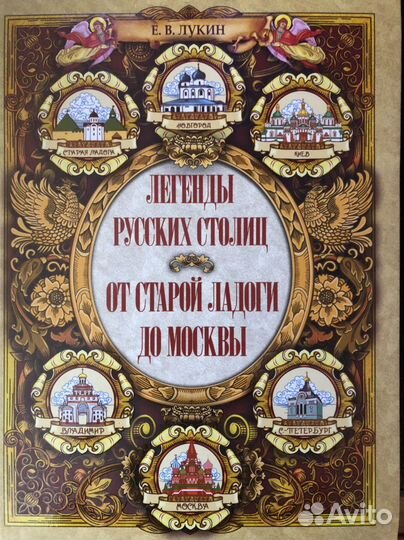 Е. В. ЛУКИН
НОВГОРОД
СТАРАЯ ЛАДОГА
КИЕВ
ЛЕГЕНДЫ
РУССКИХ СТОЛИЦ
ОТ СТАРОЙ ЛАДОГИ
ДО МОСКВЫ
ВЛАДИМИР
С-ПЕТЕРБУРГ
МОСКВА
Avito